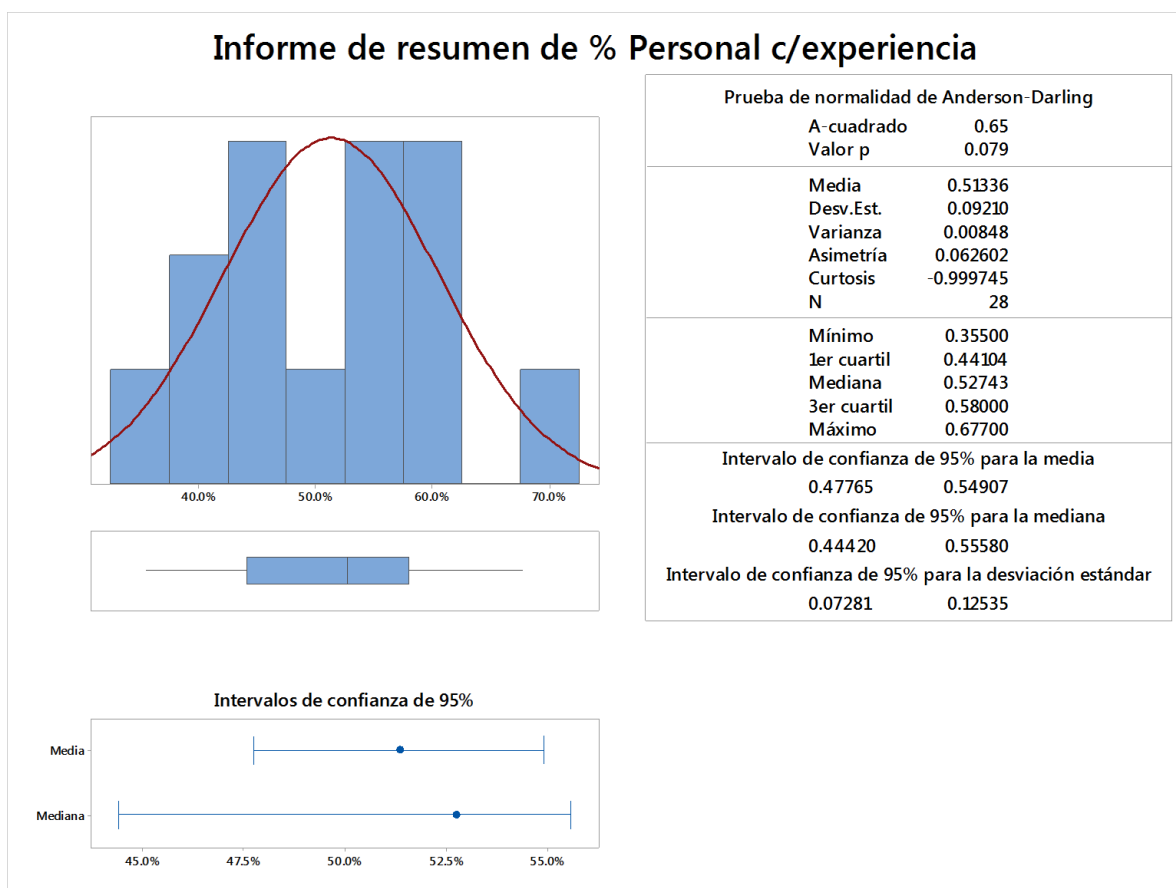 Informe de resumen de % Personal c/experiencia
40.0% 50.0% 60.0% 70.0%
Prueba de normalidad de Anderson-Darling
A-cuadrado 0.65
Valor p 0.079
Media 0.51336
Desv.Est. 0.09210
Varianza 0.00848
Asimetría 0.062602
Curtosis -0.999745
N 28
Mínimo 0.35500
1er cuartil 0.44104
Mediana 0.52743
3er cuartil 0.58000
Máximo 0.67700
Intervalo de confianza de 95% para la media
0.47765 0.54907
Intervalo de confianza de 95% para la mediana
0.44420 0.55580
Intervalo de confianza de 95% para la desviación estándar
0.07281 0.12535
Intervalos de confianza de 95%
Media
Mediana
45.0% 47.5% 50.0% 52.5% 55.0%